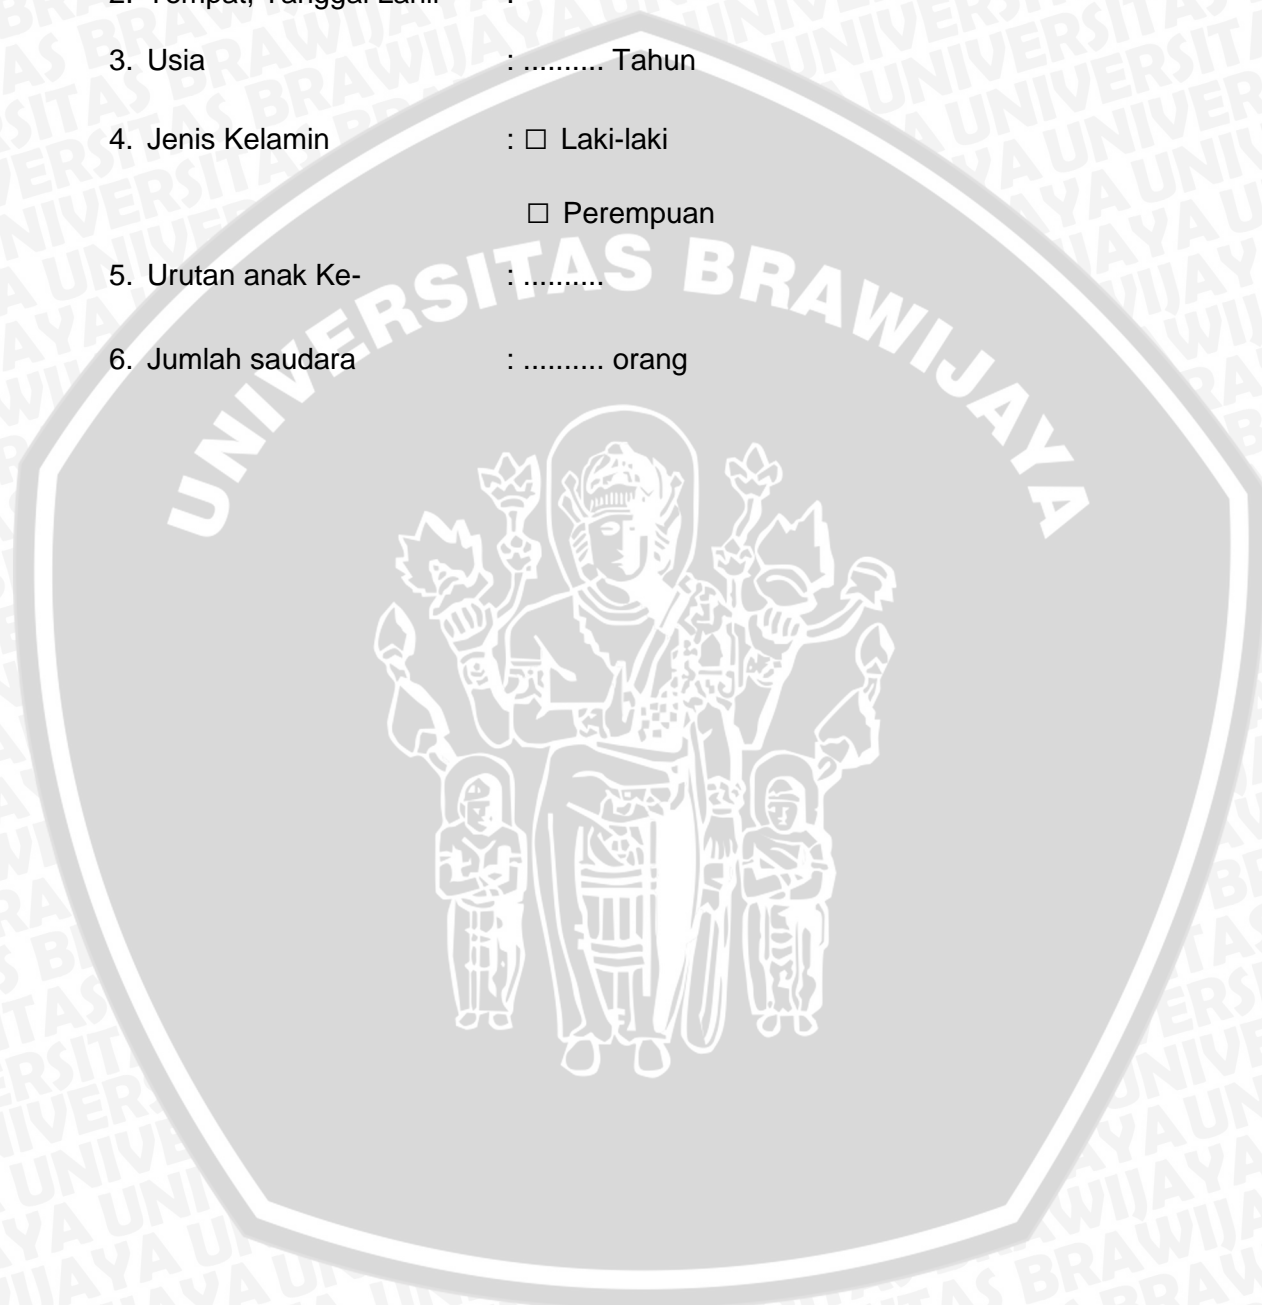 3. Usia : .......... Tahun
4. Jenis Kelamin : □ Laki-laki
□ Perempuan
5. Urutan anak Ke- : ..........
6. Jumlah saudara : .......... orang
UNIVERSITAS BRAWIJAYA